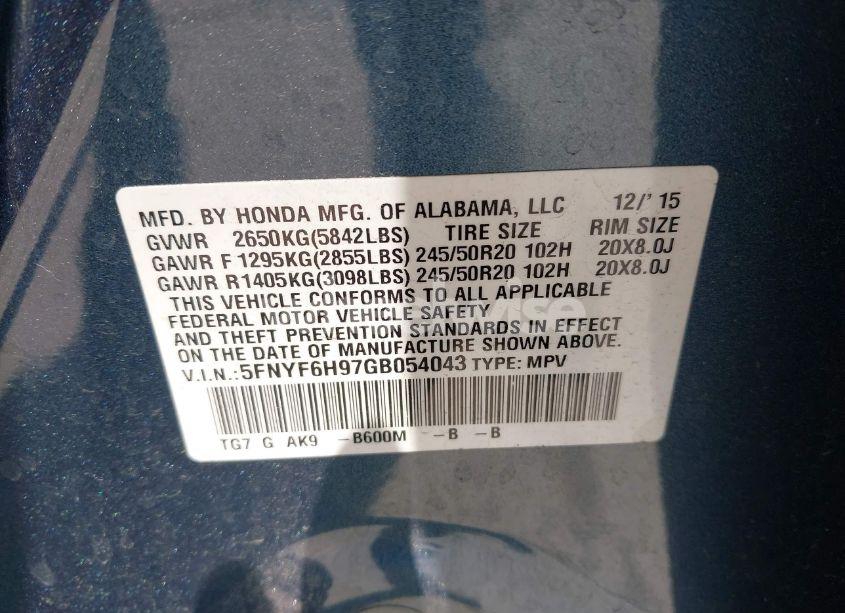 MFD. BY HONDA MFG. OF ALABAMA, LLC 12/' 15
GVWR 2650KG(5842LBS) TIRE SIZE RIM SIZE
GAWR F1295KG(2855LBS) 245/50R20 102H 20X8.0J
GAWR R1405KG(3098LBS) 245/50R20 102H 20X8.0J
THIS VEHICLE CONFORMS TO ALL APPLICABLE
FEDERAL MOTOR VEHICLE SAFETY
AND THEFT PREVENTION STANDARDS IN EFFECT
ON THE DATE OF MANUFACTURE SHOWN ABOVE.
V.I.N.:5FNYF6H97GB054043 TYPE: MPV
TG7 G AK9 -B600M -B -B